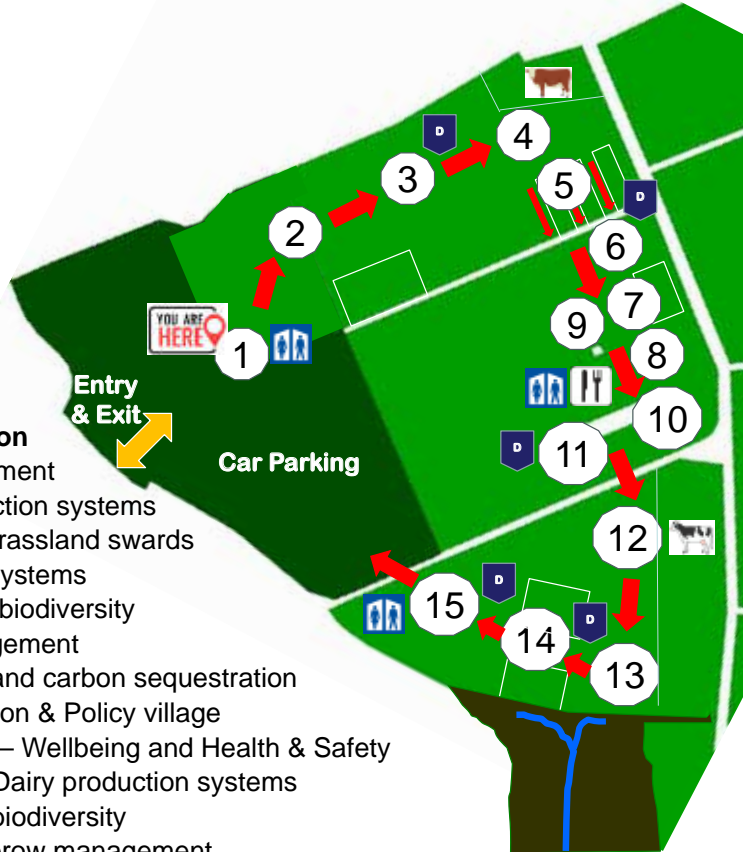 D
4
3
5
D
2
6
7
YOU ARE
HERE
9
1
8
Entry
& Exit
10
Car Parking
D
11
on
ment
ction systems
12
rassland swards
ystems
D
biodiversity
15
D
gement
14
and carbon sequestration
13
on & Policy village
– Wellbeing and Health & Safety
Dairy production systems
biodiversity
row management